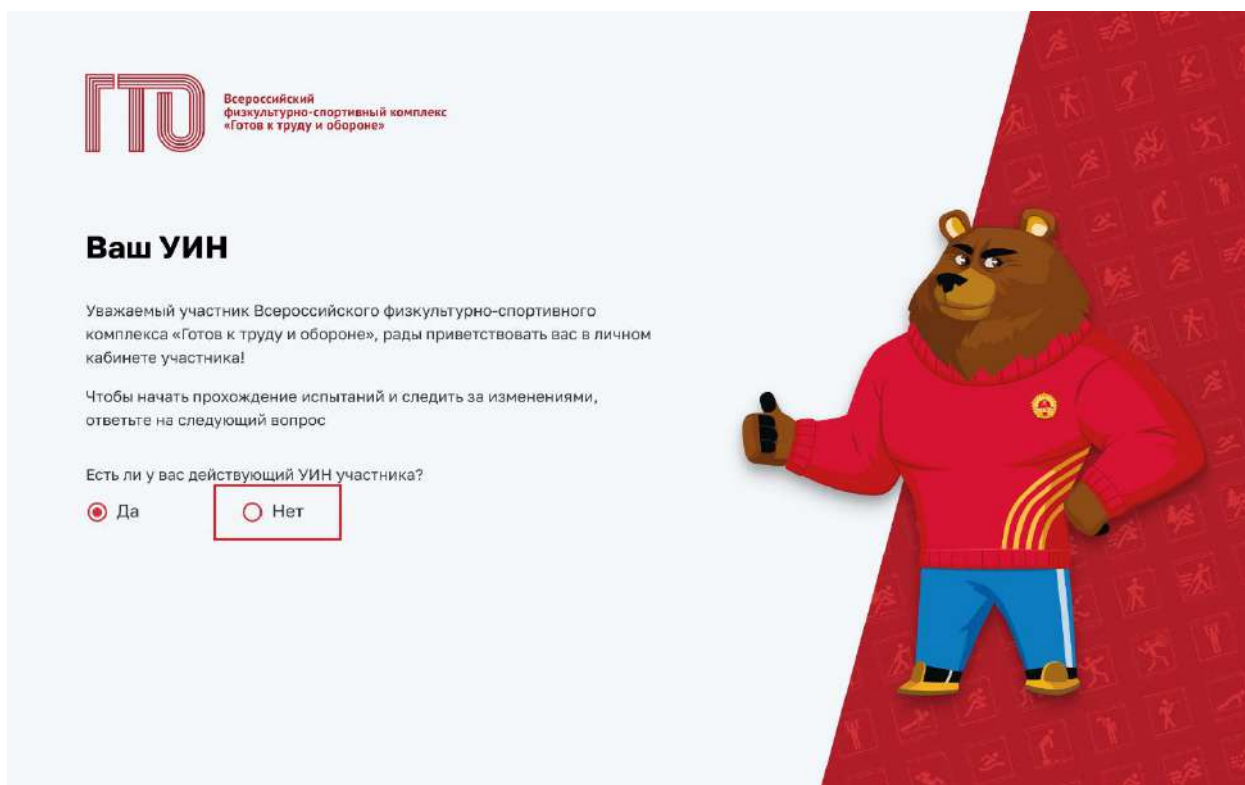 ГТО
Всероссийский
физкультурно-спортивный комплекс
«Готов к труду и обороне»
Ваш УИН
Уважаемый участник Всероссийского физкультурно-спортивного
комплекса «Готов к труду и обороне», рады приветствовать вас в личном
кабинете участника!
Чтобы начать прохождение испытаний и следить за изменениями,
ответьте на следующий вопрос
Есть ли у вас действующий УИН участника?
Да Нет